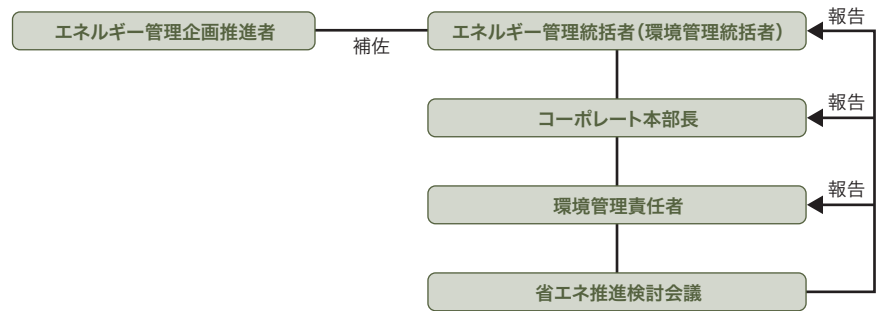 エネルギー管理企画推進者
補佐
エネルギー管理統括者(環境管理統括者)
報告
コーポレート本部長
報告
環境管理責任者
報告
省エネ推進検討会議